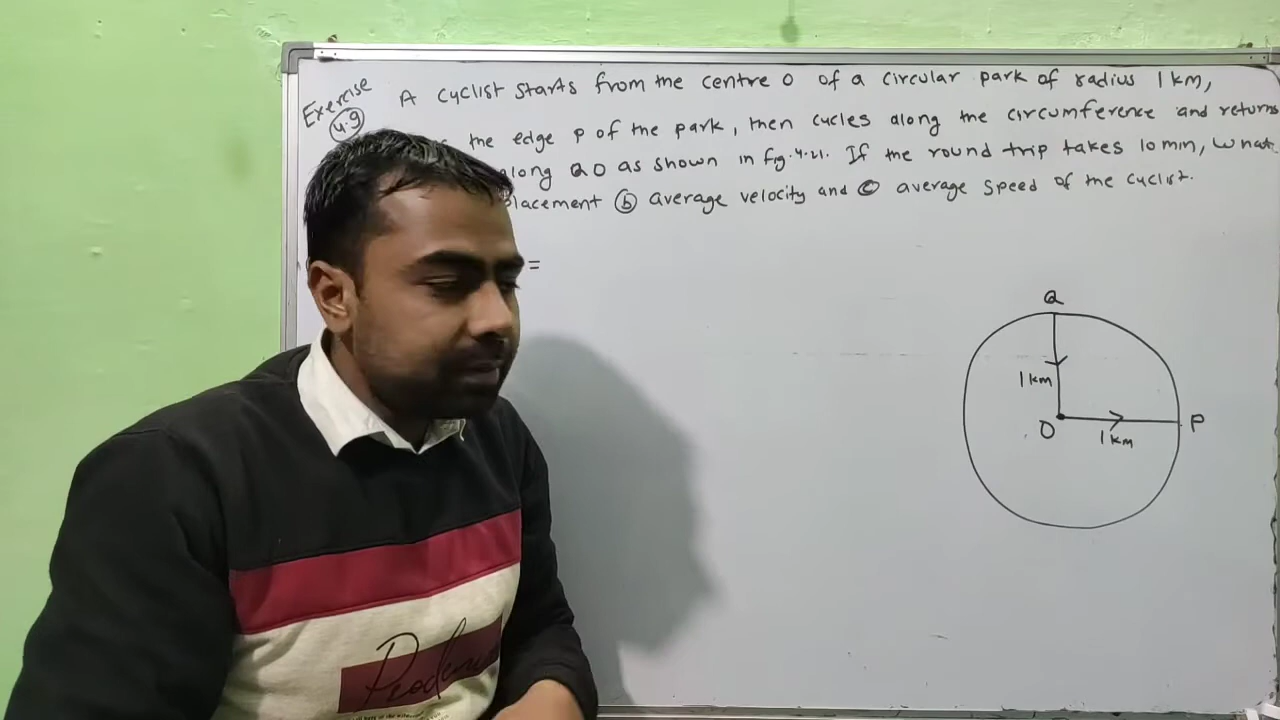 Exercise
4.9
A cyclist starts from the centre O of a circular park of radius 1 km,
the edge P of the park, then cycles along the circumference and returns
along QO as shown in fig. 4.21. If the round trip takes 10 min, what
placement (b) average velocity and (c) average speed of the cyclist.
=
Q
1 km
O
1 km
P